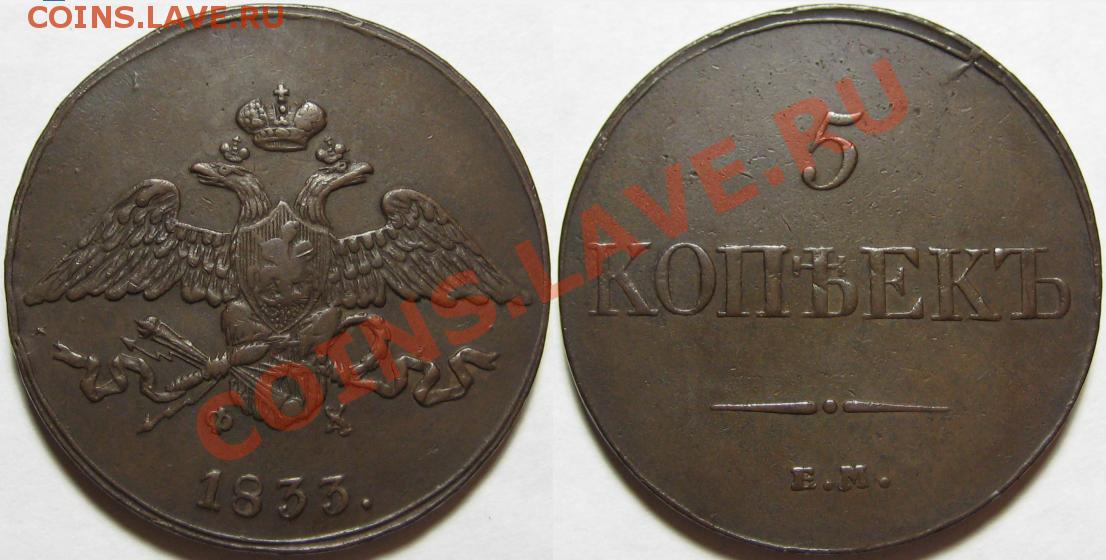 COINS.LAVE.RU
Ф Х
1833.
5
КОПѢЕКЪ
Е.М.
COINS.LAVE.RU